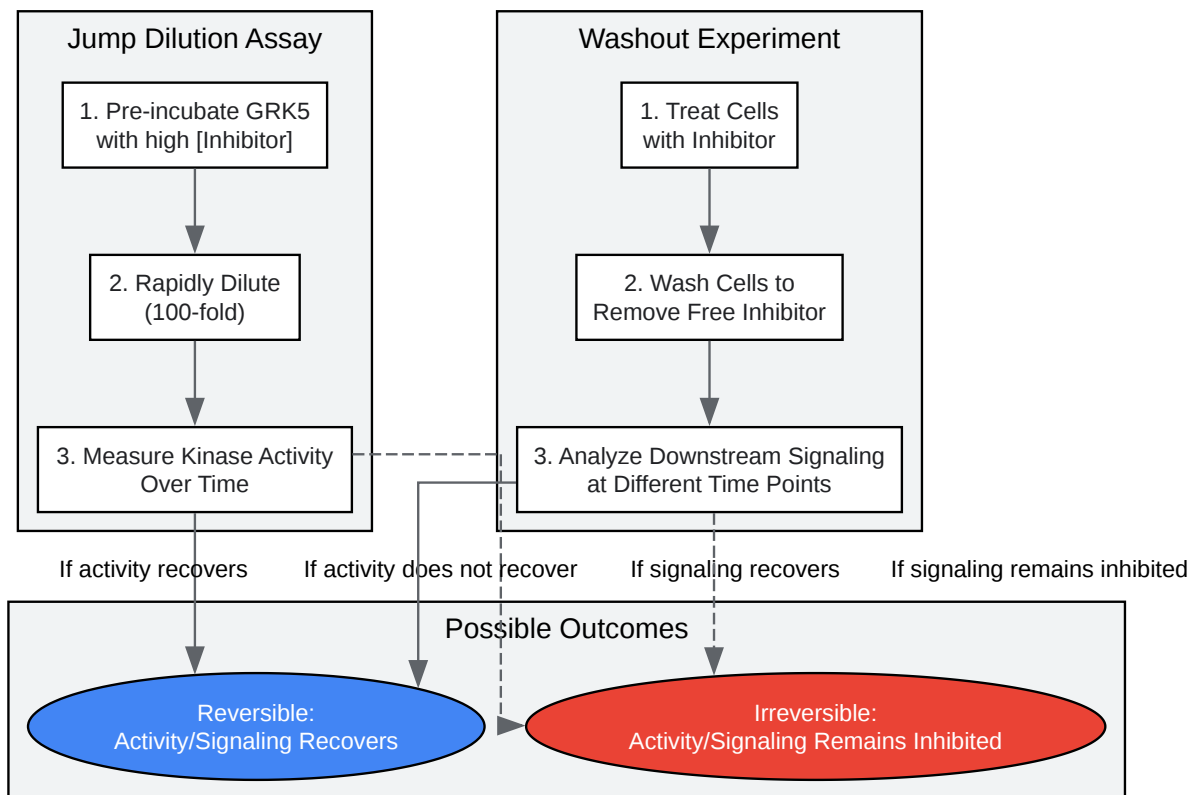 Jump Dilution Assay
1. Pre-incubate GRK5
with high [Inhibitor]
2. Rapidly Dilute
(100-fold)
3. Measure Kinase Activity
Over Time
Washout Experiment
1. Treat Cells
with Inhibitor
2. Wash Cells to
Remove Free Inhibitor
3. Analyze Downstream Signaling
at Different Time Points
If activity recovers
If activity does not recover
If signaling recovers
If signaling remains inhibited
Possible Outcomes
Reversible:
Activity/Signaling Recovers
Irreversible:
Activity/Signaling Remains Inhibited